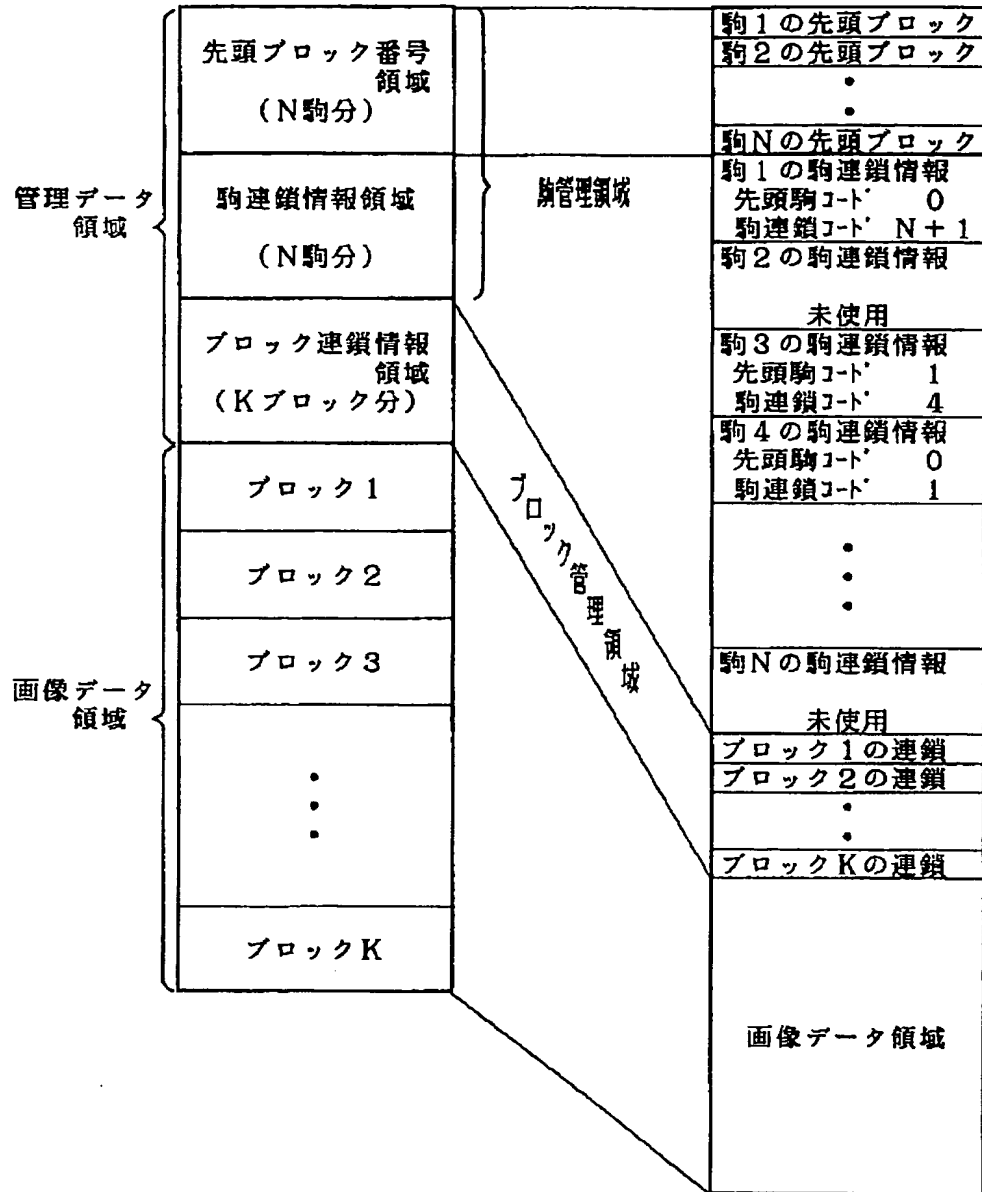 管理データ
領域
画像データ
領域
先頭ブロック番号
領域
(N駒分)
駒連鎖情報領域
(N駒分)
ブロック連鎖情報
領域
(Kブロック分)
ブロック1
ブロック2
ブロック3
ブロックK
駒管理領域
ブロック管理領域
駒1の先頭ブロック
駒2の先頭ブロック
駒Nの先頭ブロック
駒1の駒連鎖情報
先頭駒コード 0
駒連鎖コード N+1
駒2の駒連鎖情報
未使用
駒3の駒連鎖情報
先頭駒コード 1
駒連鎖コード 4
駒4の駒連鎖情報
先頭駒コード 0
駒連鎖コード 1
駒Nの駒連鎖情報
未使用
ブロック1の連鎖
ブロック2の連鎖
ブロックKの連鎖
画像データ領域